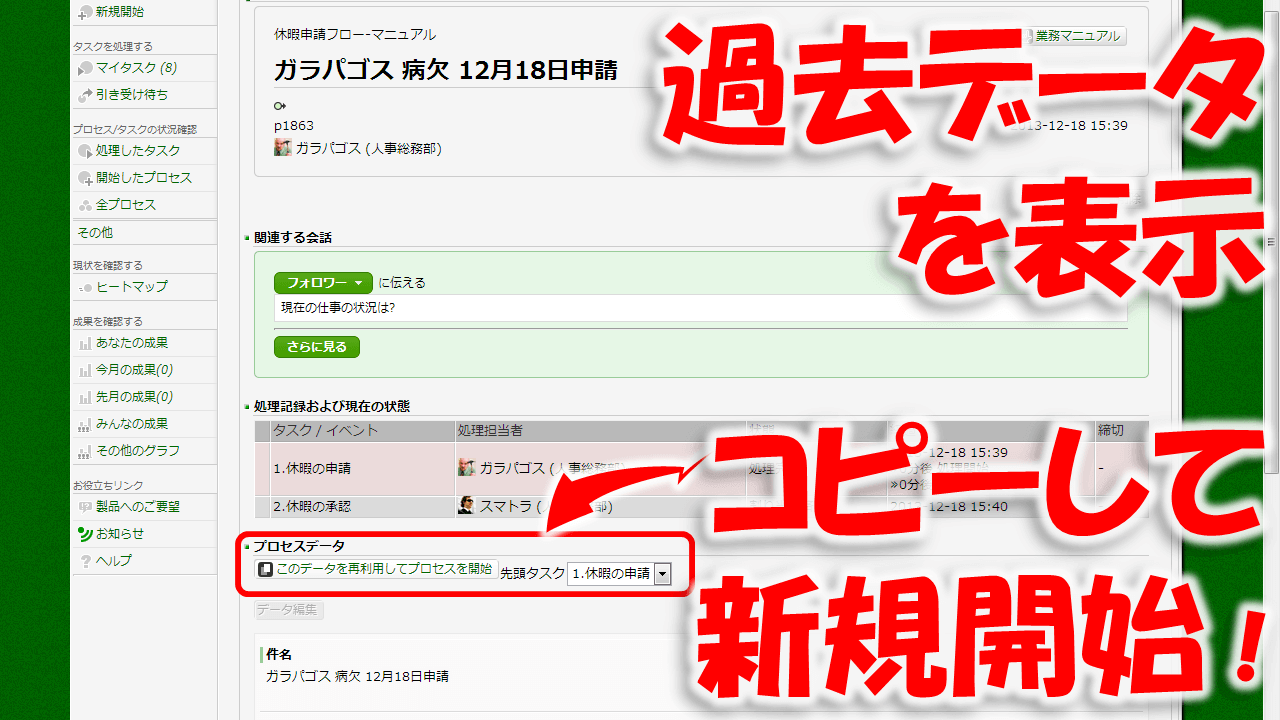 新規開始
タスクを処理する
マイタスク (8)
引き受け待ち
プロセス/タスクの状況確認
処理したタスク
開始したプロセス
全プロセス
その他
現状を確認する
ヒートマップ
成果を確認する
あなたの成果
今月の成果(0)
先月の成果(0)
みんなの成果
その他のグラフ
お役立ちリンク
製品へのご要望
お知らせ
ヘルプ
休暇申請フロー-マニュアル
業務マニュアル
ガラパゴス 病欠 12月18日申請
p1863
2013-12-18 15:39
ガラパゴス (人事総務部)
過去データ
を表示
関連する会話
フォロワー に伝える
現在の仕事の状況は?
さらに見る
処理記録および現在の状態
タスク / イベント 処理担当者 締切
1.休暇の申請 ガラパゴス (人事総務部) 処理 12-18 15:39 -
»0分後
2.休暇の承認 スマトラ ( 部) 2013-12-18 15:40
コピーして
新規開始!
プロセスデータ
このデータを再利用してプロセスを開始 先頭タスク 1.休暇の申請
データ編集
件名
ガラパゴス 病欠 12月18日申請